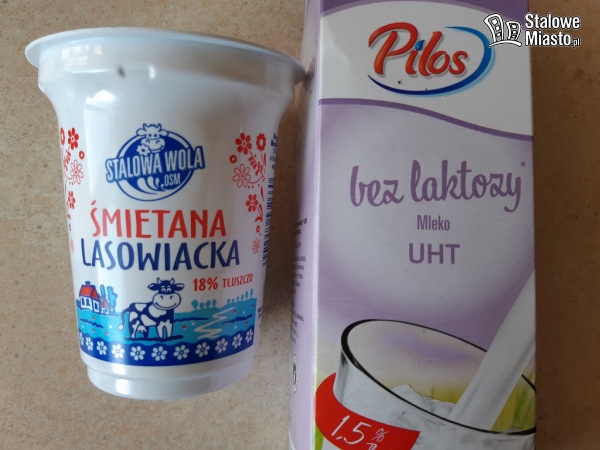 Stalowe
Miasto.pl
STALOWA WOLA
OSM
ŚMIETANA
LASOWIACKA
18% TŁUSZCZU
Pilos
bez laktozy*
Mleko
UHT
1,5%